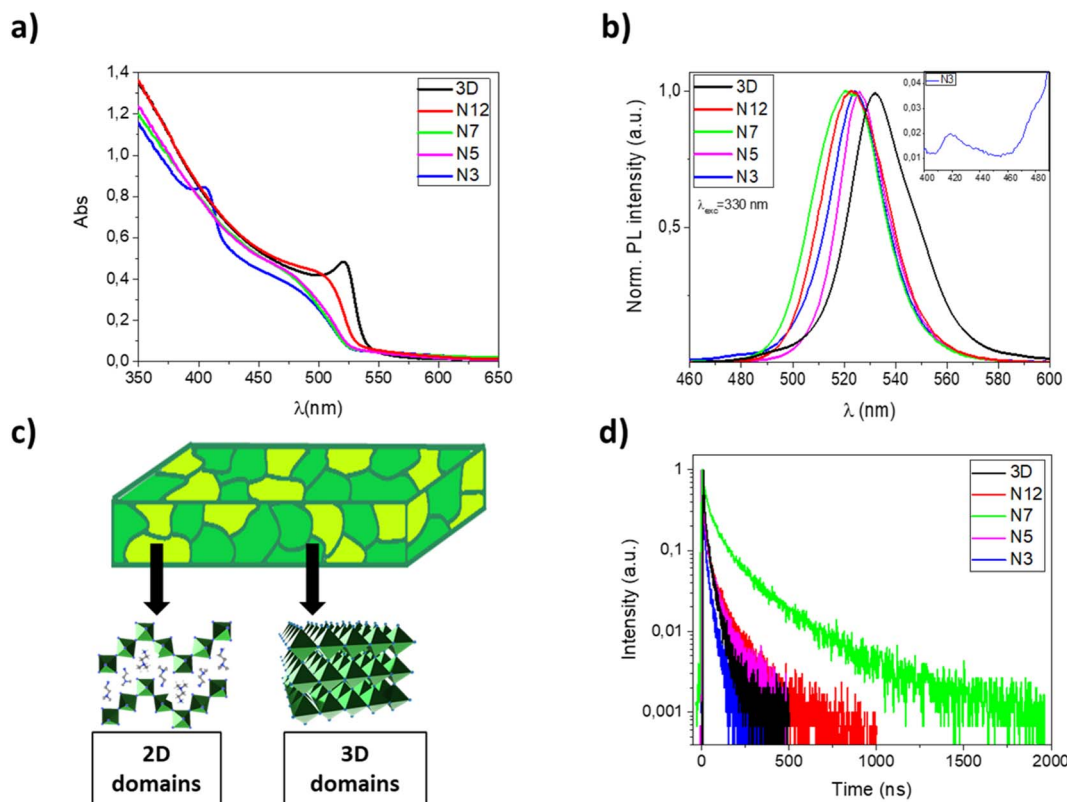 a)
1,4
1,2
1,0
0,8
0,6
0,4
0,2
0,0
Abs
350
400
450
500
550
600
650
λ(nm)
3D
N12
N7
N5
N3
b)
1,0
0,5
Norm. PL intensity (a.u.)
3D
N12
N7
N5
N3
λexc=330 nm
N3
0,04
0,03
0,02
0,01
400
420
440
460
480
460
480
500
520
540
560
580
600
λ (nm)
c)
2D
domains
3D
domains
d)
1
0,1
0,01
0,001
Intensity (a.u.)
3D
N12
N7
N5
N3
0
250
500
750
1000
1250
1500
1750
2000
Time (ns)